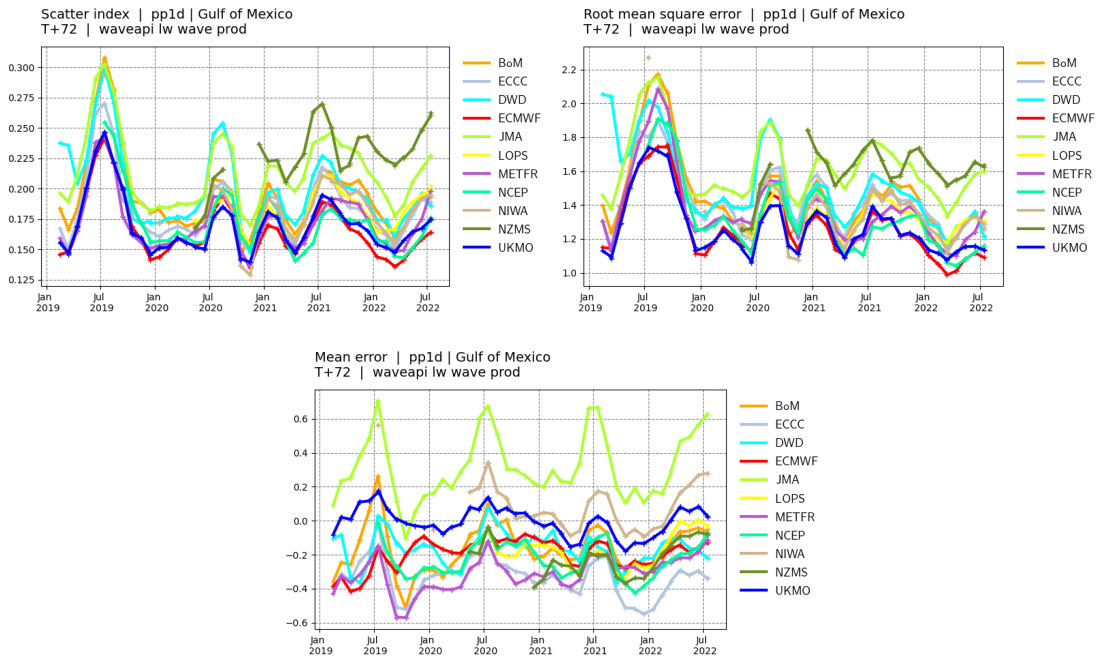 Scatter index | pp1d | Gulf of Mexico
T+72 | waveapi lw wave prod
0.300
0.275
0.250
0.225
0.200
0.175
0.150
0.125
Jan 2019
Jul 2019
Jan 2020
Jul 2020
Jan 2021
Jul 2021
Jan 2022
Jul 2022
BoM
ECCC
DWD
ECMWF
JMA
LOPS
METFR
NCEP
NIWA
NZMS
UKMO
Root mean square error | pp1d | Gulf of Mexico
T+72 | waveapi lw wave prod
2.2
2.0
1.8
1.6
1.4
1.2
1.0
Jan 2019
Jul 2019
Jan 2020
Jul 2020
Jan 2021
Jul 2021
Jan 2022
Jul 2022
BoM
ECCC
DWD
ECMWF
JMA
LOPS
METFR
NCEP
NIWA
NZMS
UKMO
Mean error | pp1d | Gulf of Mexico
T+72 | waveapi lw wave prod
0.6
0.4
0.2
0.0
−0.2
−0.4
−0.6
Jan 2019
Jul 2019
Jan 2020
Jul 2020
Jan 2021
Jul 2021
Jan 2022
Jul 2022
BoM
ECCC
DWD
ECMWF
JMA
LOPS
METFR
NCEP
NIWA
NZMS
UKMO